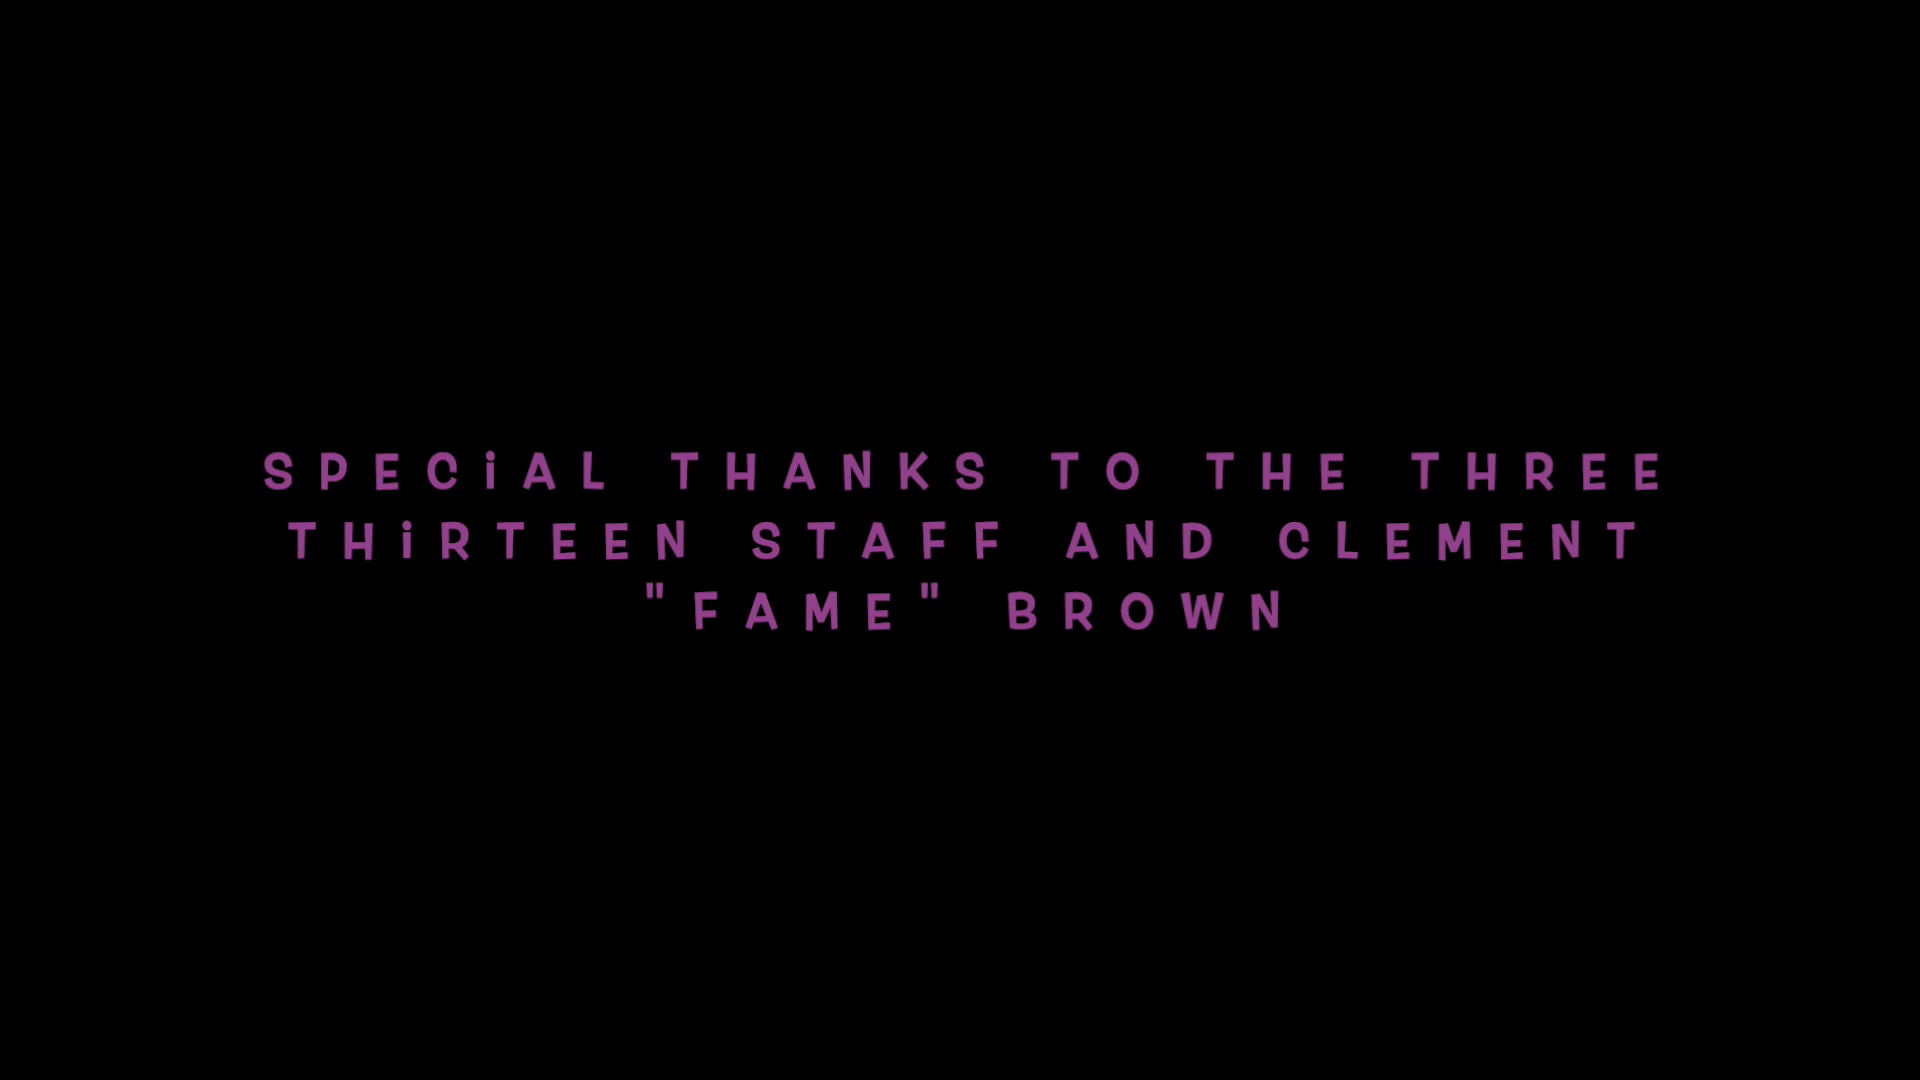 SPECiAL THANKS TO THE THREE
THiRTEEN STAFF AND CLEMENT
"FAME" BROWN